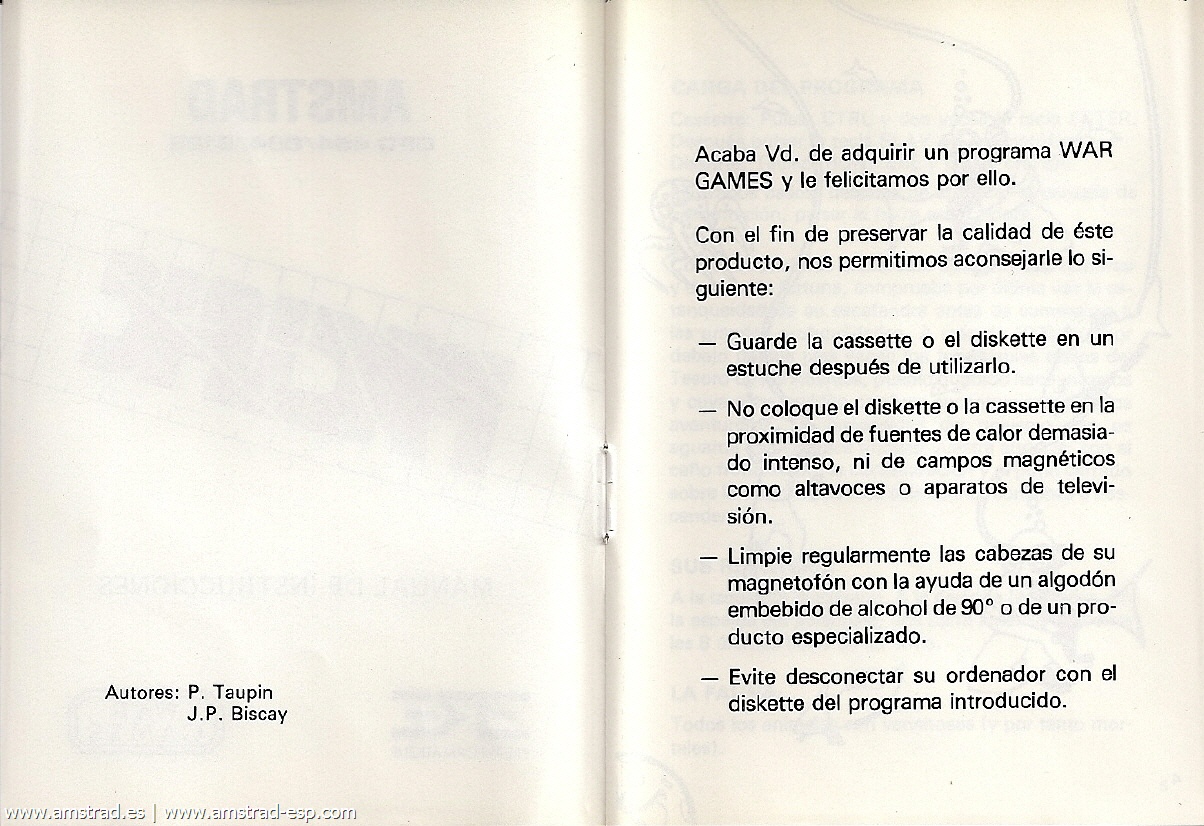 Autores: P. Taupin
J.P. Biscay
Acaba Vd. de adquirir un programa WAR
GAMES y le felicitamos por ello.
Con el fin de preservar la calidad de éste
producto, nos permitimos aconsejarle lo si-
guiente:
— Guarde la cassette o el diskette en un
estuche después de utilizarlo.
— No coloque el diskette o la cassette en la
proximidad de fuentes de calor demasia-
do intenso, ni de campos magnéticos
como altavoces o aparatos de televi-
sión.
— Limpie regularmente las cabezas de su
magnetofón con la ayuda de un algodón
embebido de alcohol de 90° o de un pro-
ducto especializado.
— Evite desconectar su ordenador con el
diskette del programa introducido.
www.amstrad.es | www.amstrad-esp.com